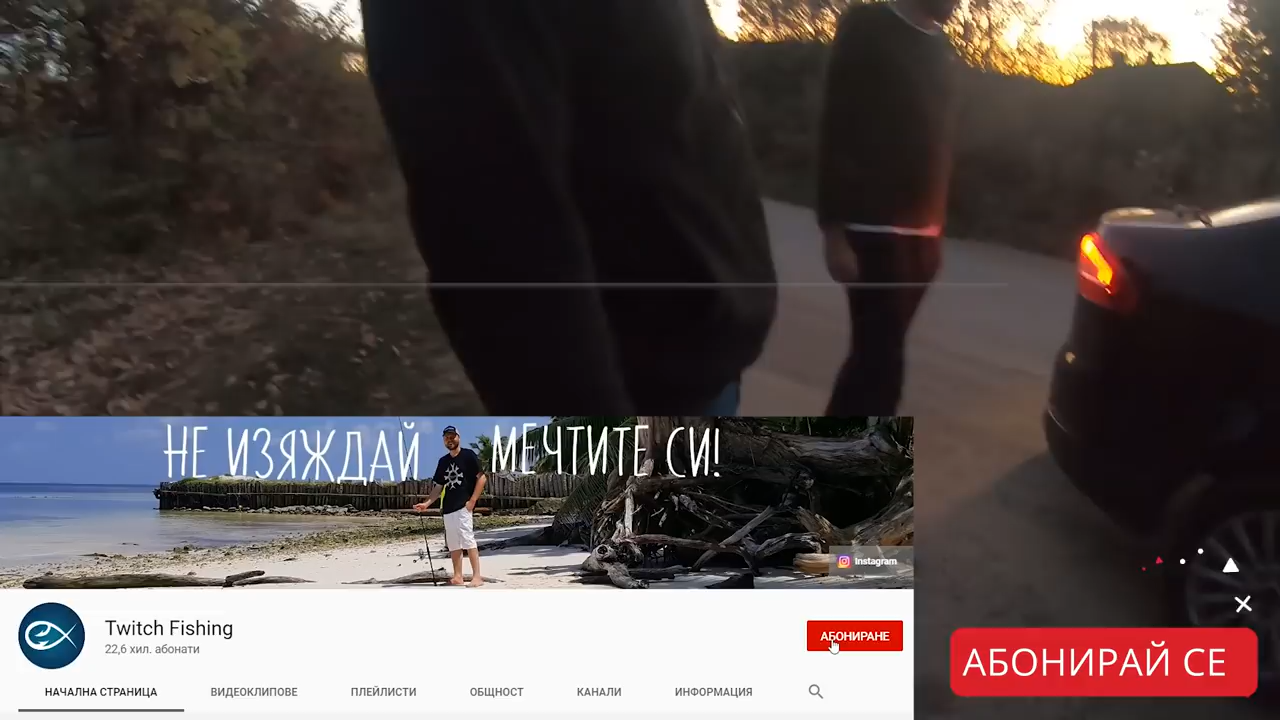 НЕ ИЗЯЖДАЙ МЕЧТИТЕ СИ!
Instagram
Twitch Fishing
22,6 хил. абонати
АБОНИРАНЕ
НАЧАЛНА СТРАНИЦА ВИДЕОКЛИПОВЕ ПЛЕЙЛИСТИ ОБЩНОСТ КАНАЛИ ИНФОРМАЦИЯ
АБОНИРАЙ СЕ